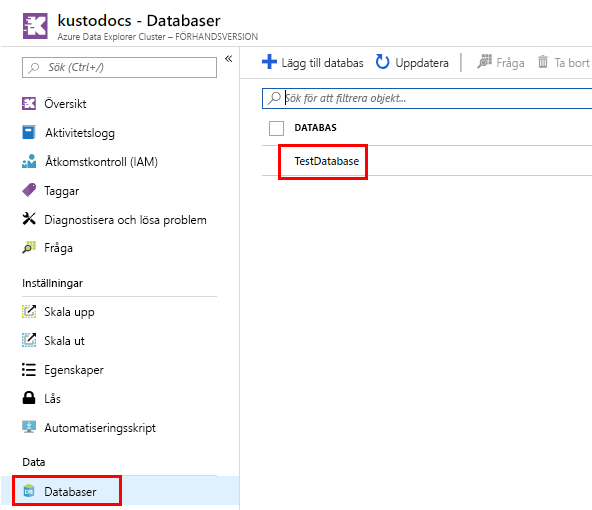 kustodocs - Databaser
Azure Data Explorer Cluster – FÖRHANDSVERSION
Sök (Ctrl+/)
«
Översikt
Aktivitetslogg
Åtkomstkontroll (IAM)
Taggar
Diagnostisera och lösa problem
Fråga
Inställningar
Skala upp
Skala ut
Egenskaper
Lås
Automatiseringsskript
Data
Databaser
Lägg till databas
Uppdatera
Fråga
Ta bort
Sök för att filtrera objekt...
DATABAS
TestDatabase